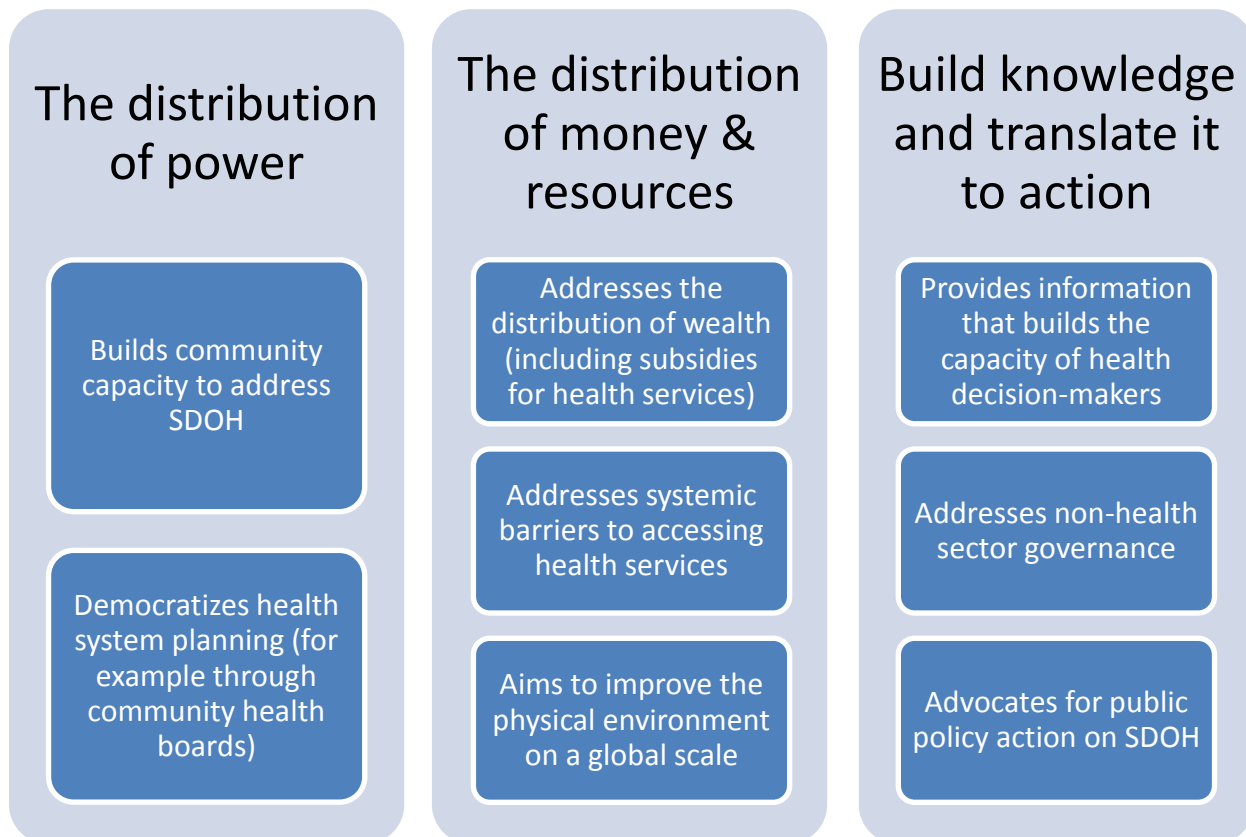 The distribution
of power
Builds community
capacity to address
SDOH
Democratizes health
system planning (for
example through
community health
boards)
The distribution
of money &
resources
Addresses the
distribution of wealth
(including subsidies
for health services)
Addresses systemic
barriers to accessing
health services
Aims to improve the
physical environment
on a global scale
Build knowledge
and translate it
to action
Provides information
that builds the
capacity of health
decision-makers
Addresses non-health
sector governance
Advocates for public
policy action on SDOH